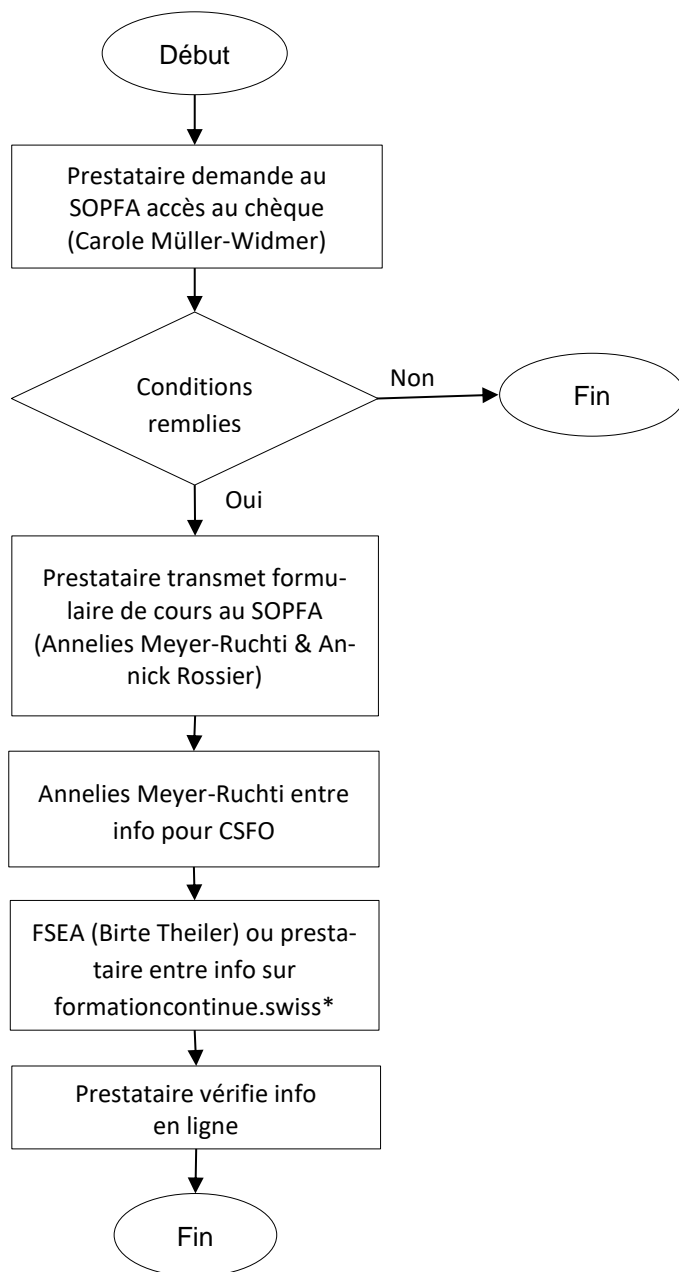 Début
Prestataire demande au
SOPFA accès au chèque
(Carole Müller-Widmer)
Conditions
remplies
Non
Fin
Oui
Prestataire transmet formu-
laire de cours au SOPFA
(Annelies Meyer-Ruchti & An-
nick Rossier)
Annelies Meyer-Ruchti entre
info pour CSFO
FSEA (Birte Theiler) ou presta-
taire entre info sur
formationcontinue.swiss*
Prestataire vérifie info
en ligne
Fin